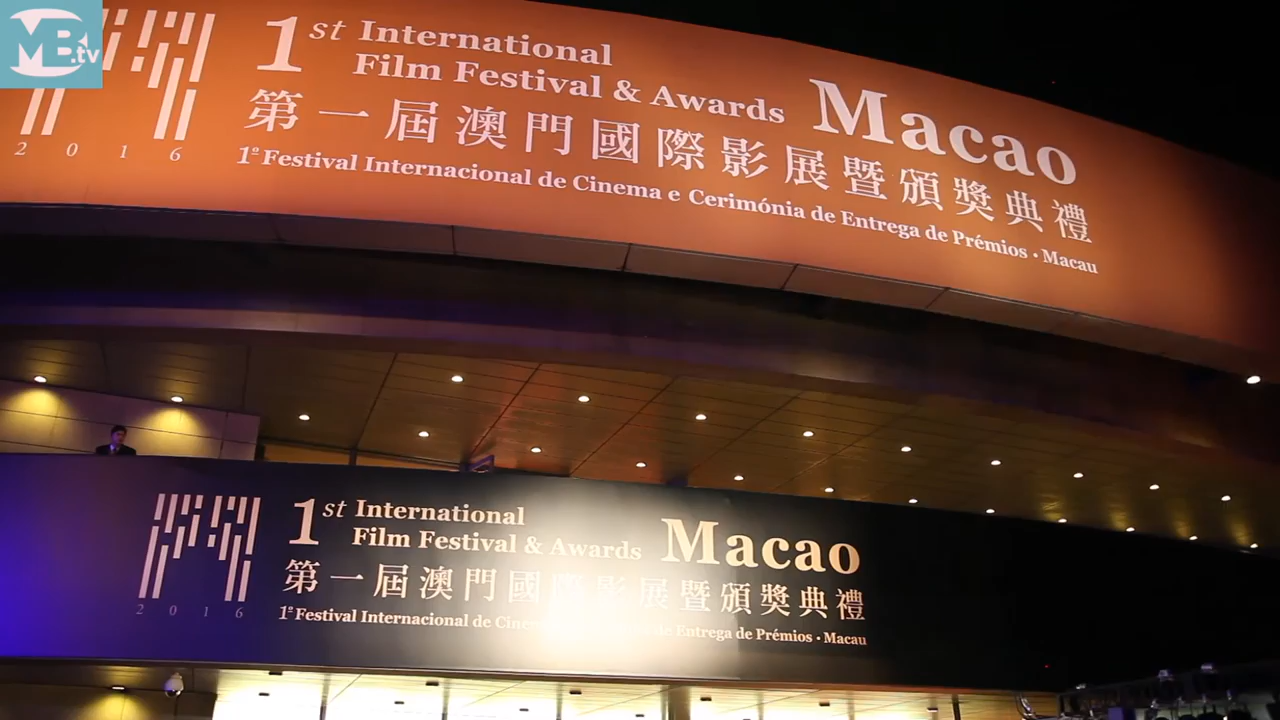 MB.tv
1st International
Film Festival & Awards Macao
第一屆澳門國際影展暨頒獎典禮
1º Festival Internacional de Cinema e Cerimónia de Entrega de Prémios • Macau
2016
1st International
Film Festival & Awards Macao
第一屆澳門國際影展暨頒獎典禮
1º Festival Internacional de Entrega de Prémios • Macau
2016